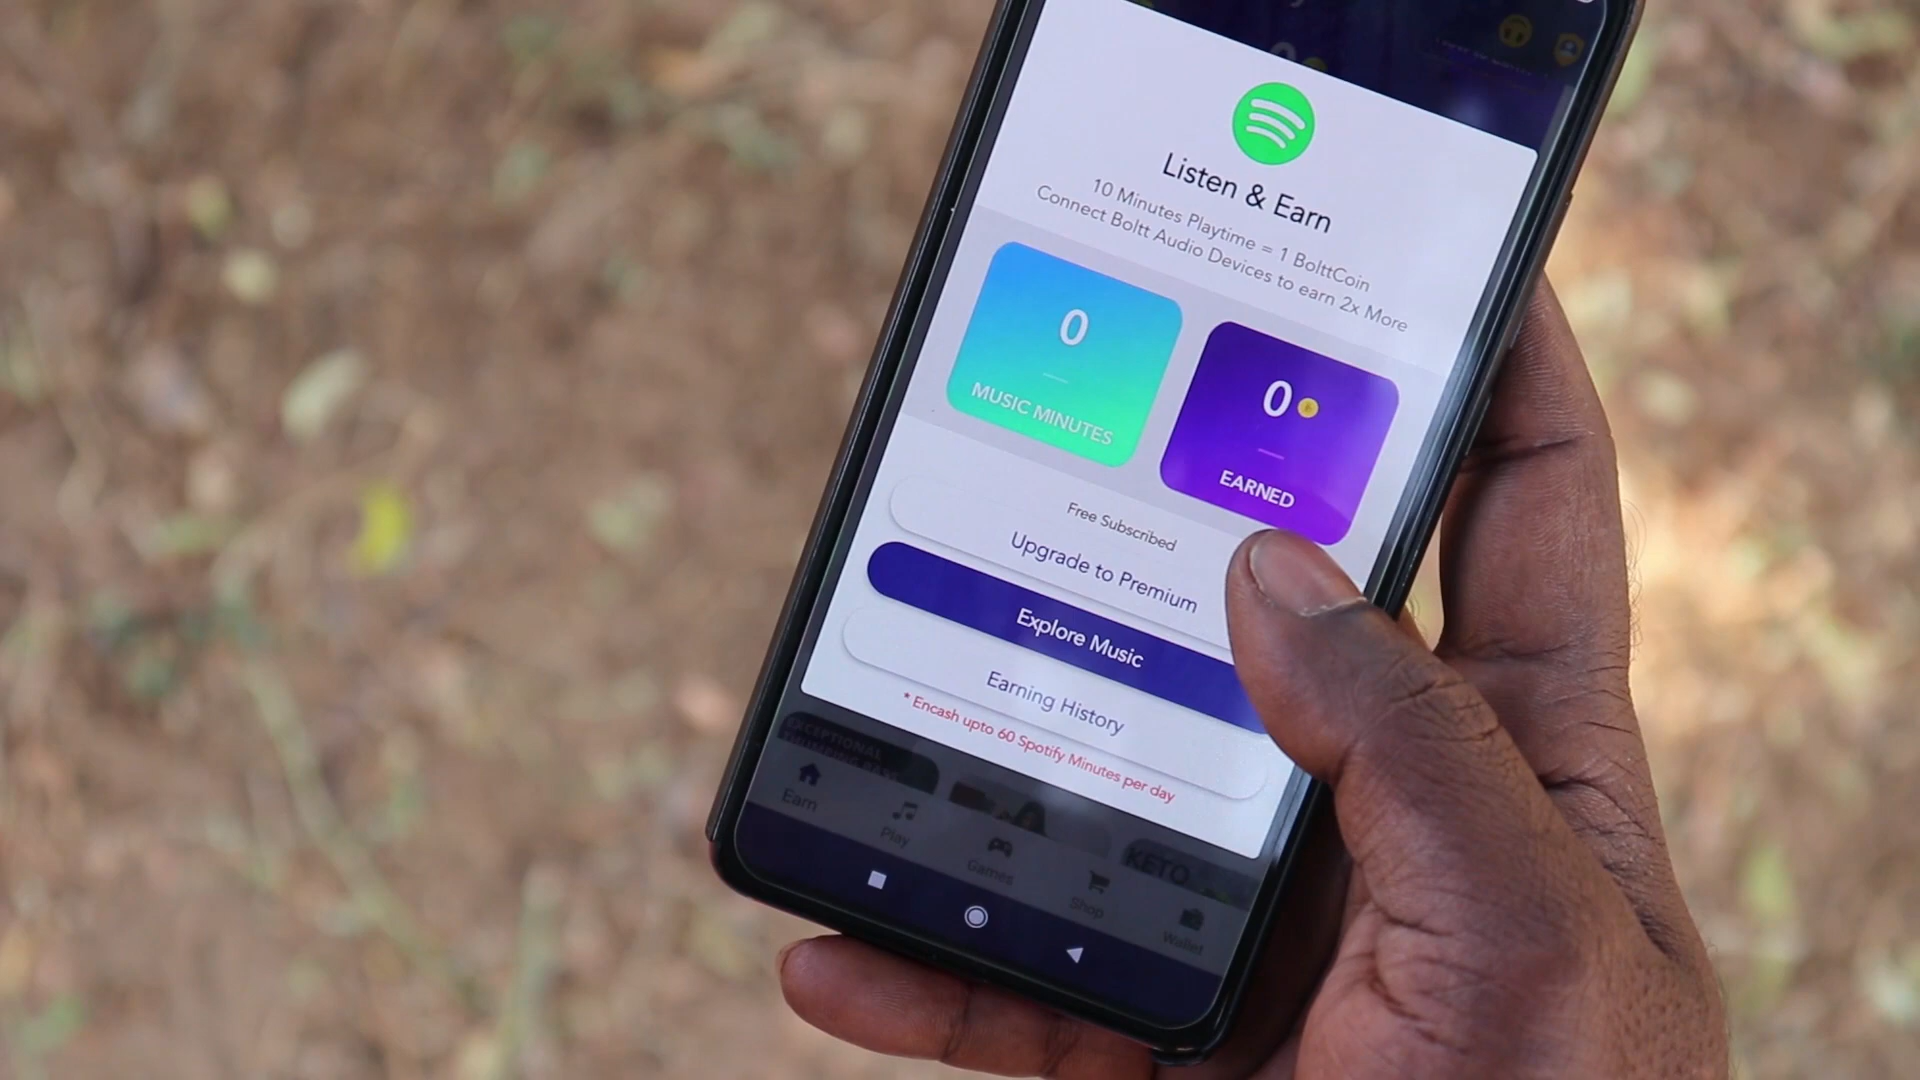 Listen & Earn
10 Minutes Playtime = 1 BolttCoin
Connect Boltt Audio Devices to earn 2x More
0
MUSIC MINUTES
0
EARNED
Free Subscribed
Upgrade to Premium
Explore Music
Earning History
* Encash upto 60 Spotify Minutes per day
EXCEPTIONAL
KETO
Earn
Play
Games
Shop
Wallet